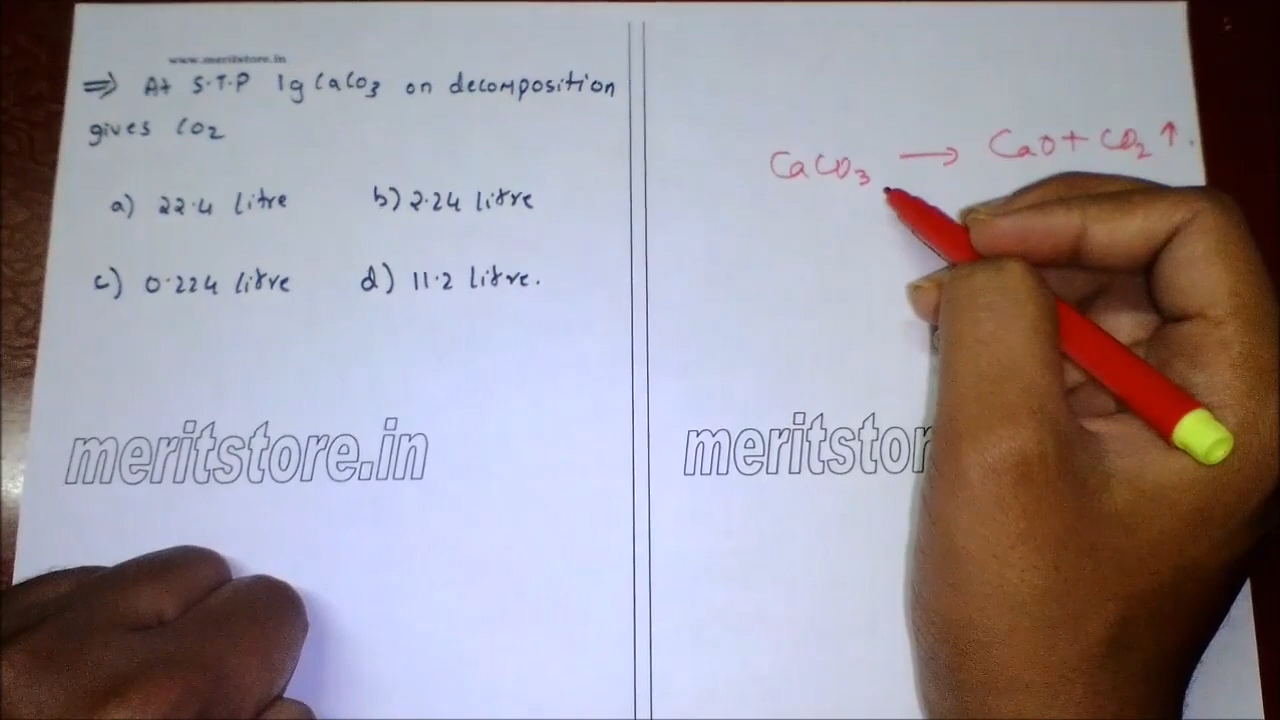 www.meritstore.in
⇒ At S.T.P 1g CaCO3 on decomposition
gives CO2
a) 22.4 litre b) 2.24 litre
c) 0.224 litre d) 11.2 litre.
CaCO3 → CaO + CO2 ↑.
meritstore.in
meritstor